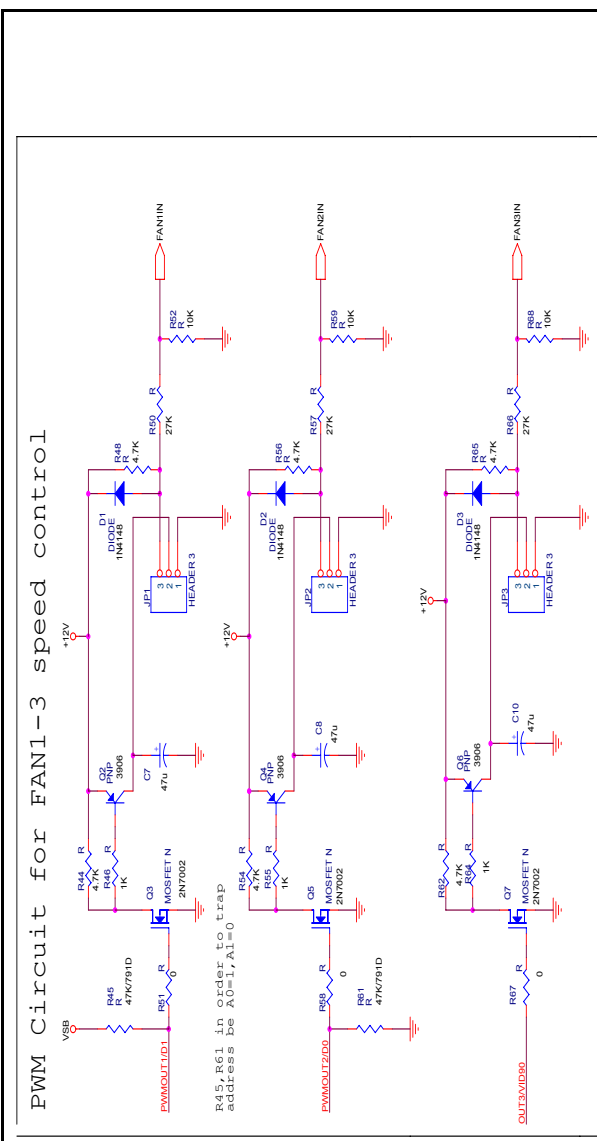 PWM Circuit for FAN1-3 speed control
VSB
R45
R
47K/791D
PWMOUT1/D1
R51
R
0
Q3
MOSFET N
2N7002
R44
R
4.7K
R46
R
1K
Q2
PNP
3906
C7
+
47u
+12V
JP1
3
2
1
HEADER 3
D1
DIODE
1N4148
R48
R
4.7K
R50
R
27K
R52
R
10K
FAN1IN
R45,R61 in order to trap
address be A0=1,A1=0
PWMOUT2/D0
R58
R
0
R61
R
47K/791D
Q5
MOSFET N
2N7002
R54
R
4.7K
R55
R
1K
Q4
PNP
3906
C8
+
47u
+12V
JP2
3
2
1
HEADER 3
D2
DIODE
1N4148
R56
R
4.7K
R57
R
27K
R59
R
10K
FAN2IN
OUT3/VID90
R67
R
0
Q7
MOSFET N
2N7002
R62
R
4.7K
R64
R
1K
Q6
PNP
3906
C10
+
47u
+12V
JP3
3
2
1
HEADER 3
D3
DIODE
1N4148
R65
R
4.7K
R66
R
27K
R68
R
10K
FAN3IN